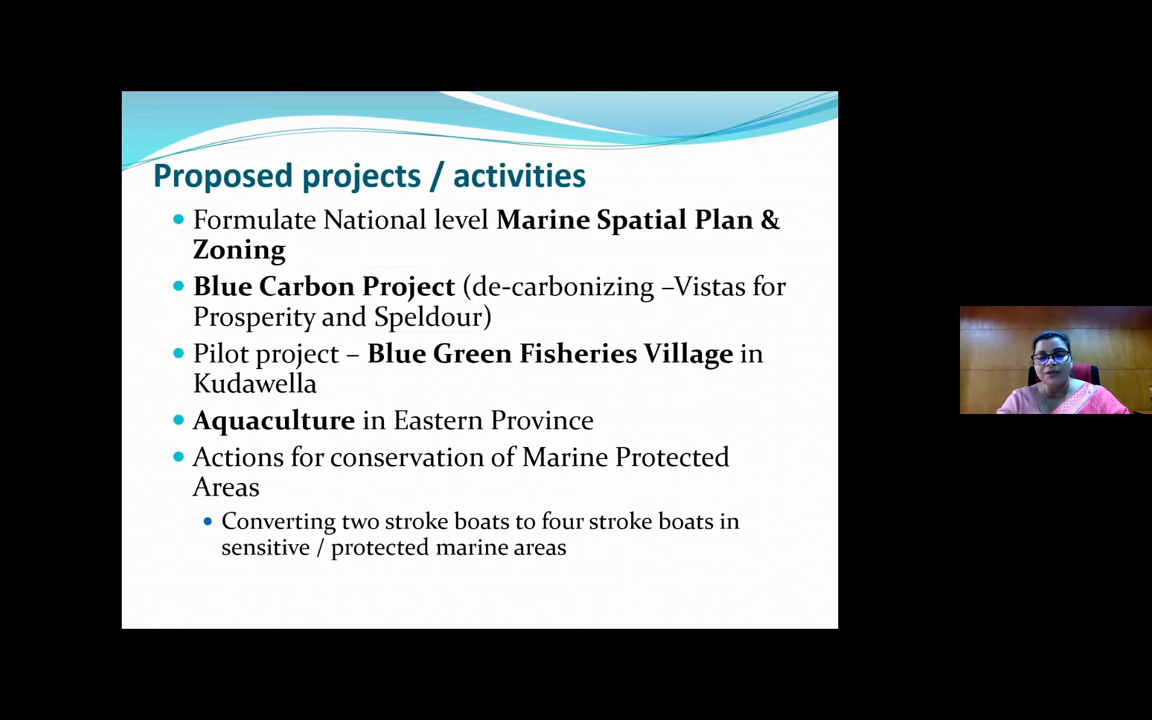 Proposed projects / activities
• Formulate National level Marine Spatial Plan &
Zoning
• Blue Carbon Project (de-carbonizing –Vistas for
Prosperity and Speldour)
• Pilot project – Blue Green Fisheries Village in
Kudawella
• Aquaculture in Eastern Province
• Actions for conservation of Marine Protected
Areas
• Converting two stroke boats to four stroke boats in
sensitive / protected marine areas